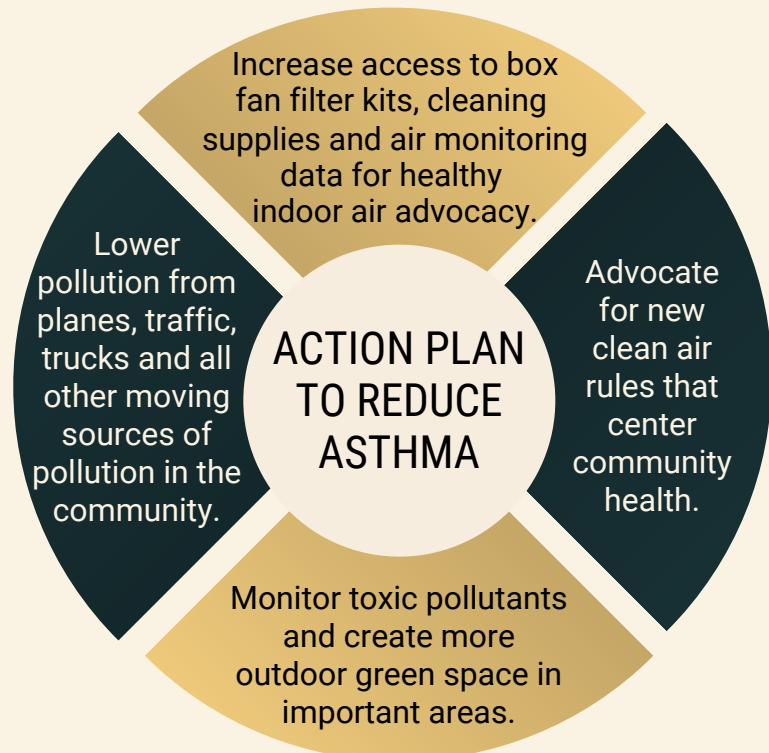 Increase access to box
fan filter kits, cleaning
supplies and air monitoring
data for healthy
indoor air advocacy.
Lower
pollution from
planes, traffic,
trucks and all
other moving
sources of
pollution in the
community.
ACTION PLAN
TO REDUCE
ASTHMA
Advocate
for new
clean air
rules that
center
community
health.
Monitor toxic pollutants
and create more
outdoor green space in
important areas.